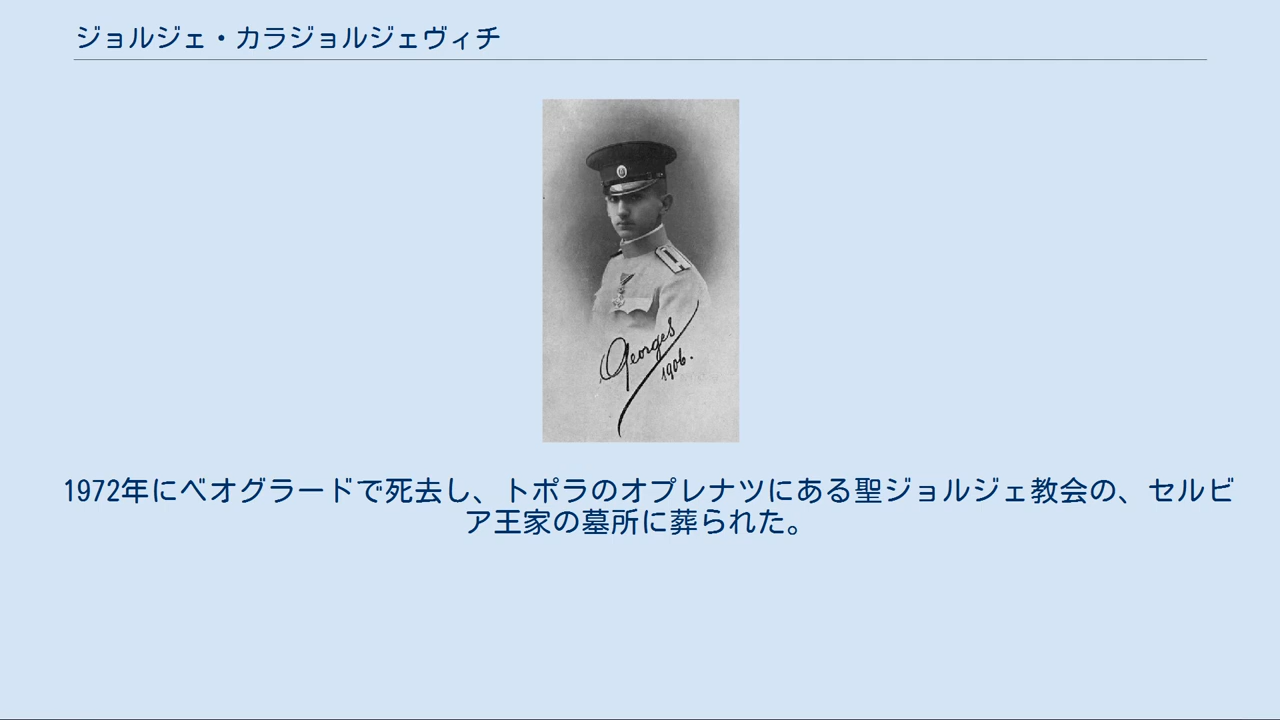 ジョルジェ・カラジョルジェヴィチ
Georges
1906.
1972年にベオグラードで死去し、トポラのオプレナツにある聖ジョルジェ教会の、セルビ
ア王家の墓所に葬られた。